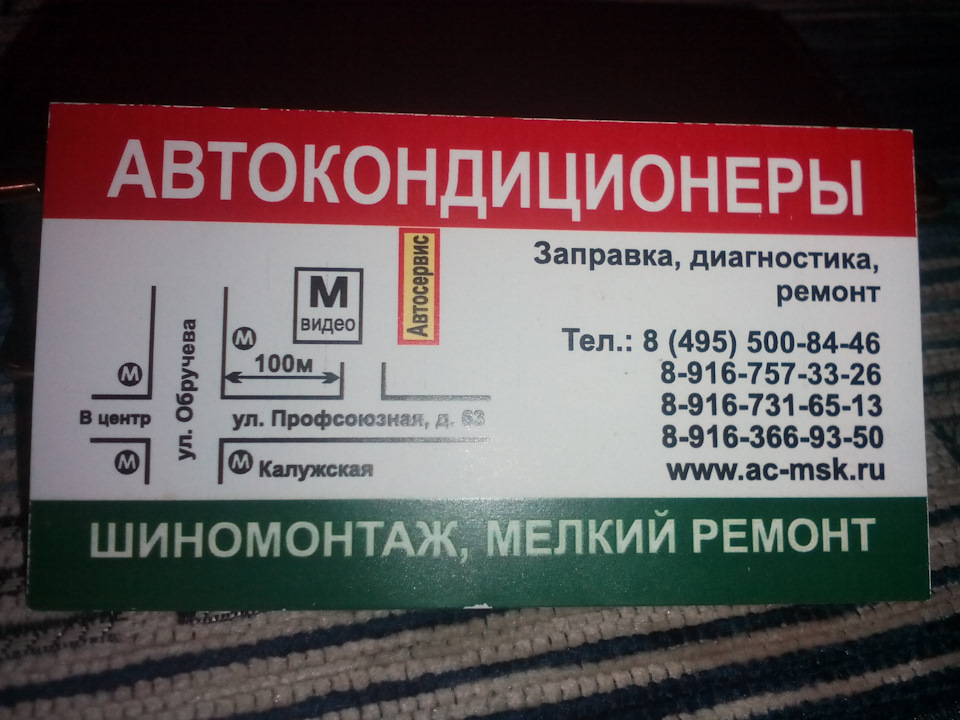 АВТОКОНДИЦИОНЕРЫ
Заправка, диагностика,
ремонт
Тел.: 8 (495) 500-84-46
8-916-757-33-26
8-916-731-65-13
8-916-366-93-50
www.ac-msk.ru
Автосервис
М
видео
М
100м
М
ул. Обручева
В центр
ул. Профсоюзная, д. 63
М
М Калужская
ШИНОМОНТАЖ, МЕЛКИЙ РЕМОНТ